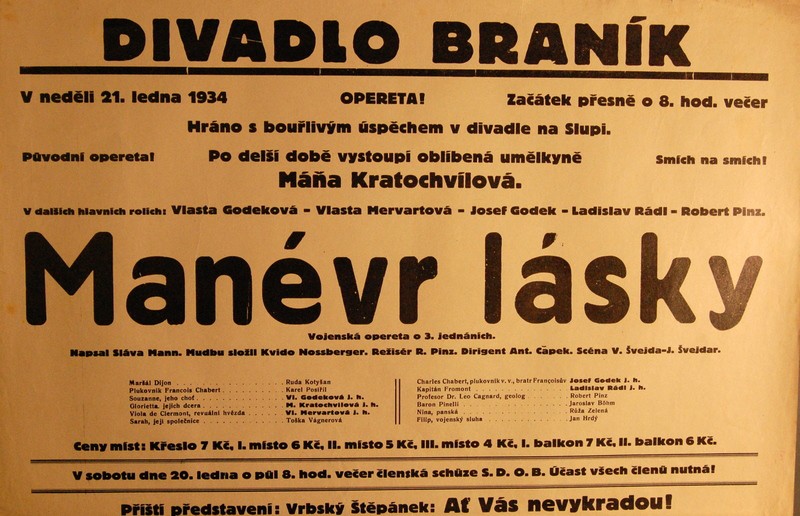 DIVADLO BRANÍK
V neděli 21. ledna 1934 OPERETA! Začátek přesně o 8. hod. večer
Hráno s bouřlivým úspěchem v divadle na Slupi.
Původní opereta! Po delší době vystoupí oblíbená umělkyně Smích na smích!
Máňa Kratochvílová.
V dalších hlavních rolích: Vlasta Godeková - Vlasta Mervartová - Josef Godek - Ladislav Rádl - Robert Pinz.
Manévr lásky
Vojenská opereta o 3. jednáních.
Napsal Sláva Mann. Hudbu složil Kvido Nossberger. Režisér R. Pinz. Dirigent Ant. Čapek. Scéna V. Švejda-J. Švejdar.
Maršál Dijon Ruda Kotyšan
Plukovník Francois Chabert Karel Posífil
Souzanne, jeho choť Vl. Godeková j. h.
Glorietta, jejich dcera M. Kratochvílová j. h.
Viola de Clermont, revuální hvězda Vl. Mervartová j. h.
Sarah, její společnice Toška Vágnerová
Charles Chabert, plukovník v. v., bratr Françoisův Josef Godek j. h.
Kapitán Fromont Ladislav Rádl j. h.
Profesor Dr. Leo Cagnard, geolog Robert Pinz
Baron Pinelli Jaroslav Böhm
Nina, panská Růža Zelená
Filip, vojenský sluha Jan Hrdý
Ceny míst: Křeslo 7 Kč, I. místo 6 Kč, II. místo 5 Kč, III. místo 4 Kč, I. balkon 7 Kč, II. balkon 6 Kč.
V sobotu dne 20. ledna o půl 8. hod. večer členská schůze S. D. O. B. Účast všech členů nutná!
Příští představení: Vrbský Štěpánek: Ať Vás nevykradou!